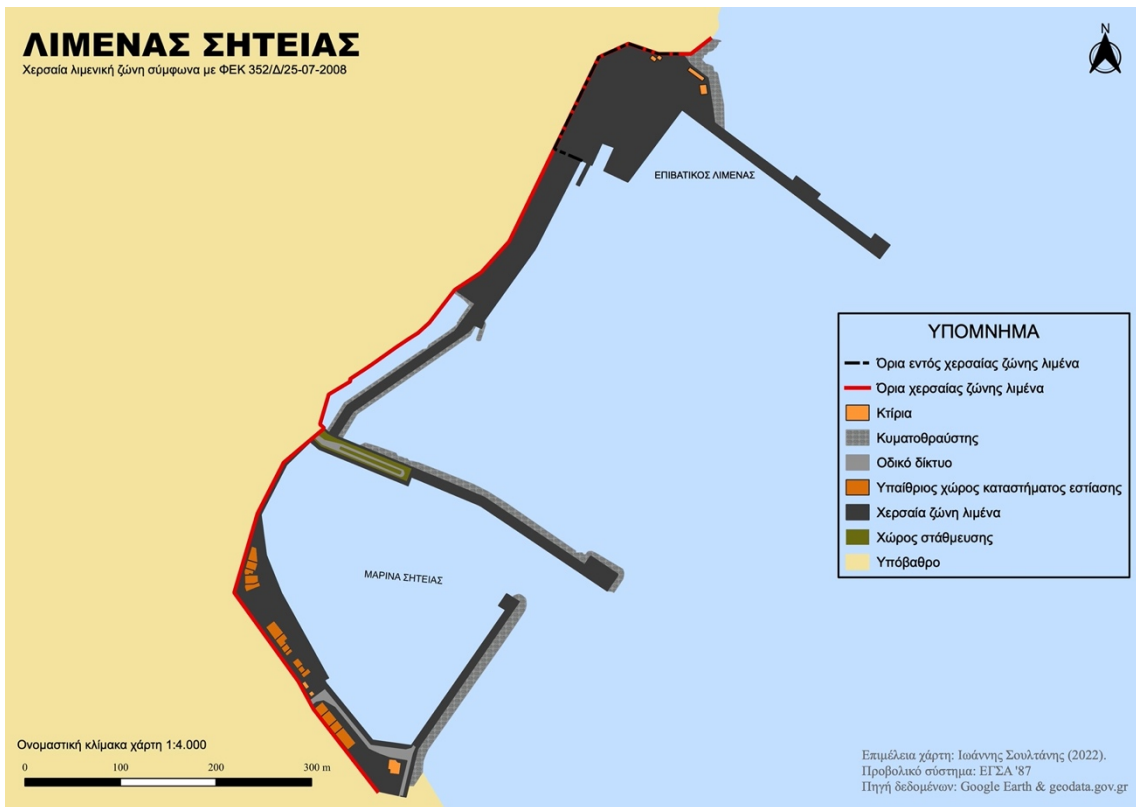 ΛΙΜΕΝΑΣ ΣΗΤΕΙΑΣ
Χερσαία λιμενική ζώνη σύμφωνα με ΦΕΚ 352/Δ/25-07-2008
N
ΕΠΙΒΑΤΙΚΟΣ ΛΙΜΕΝΑΣ
ΥΠΟΜΝΗΜΑ
Όρια εντός χερσαίας ζώνης λιμένα
Όρια χερσαίας ζώνης λιμένα
Κτίρια
Κυματοθραύστης
Οδικό δίκτυο
Υπαίθριος χώρος καταστήματος εστίασης
Χερσαία ζώνη λιμένα
Χώρος στάθμευσης
Υπόβαθρο
ΜΑΡΙΝΑ ΣΗΤΕΙΑΣ
Ονομαστική κλίμακα χάρτη 1:4.000
0 100 200 300 m
Επιμέλεια χάρτη: Ιωάννης Σουλτάνης (2022).
Προβολικό σύστημα: ΕΓΣΑ '87
Πηγή δεδομένων: Google Earth & geodata.gov.gr